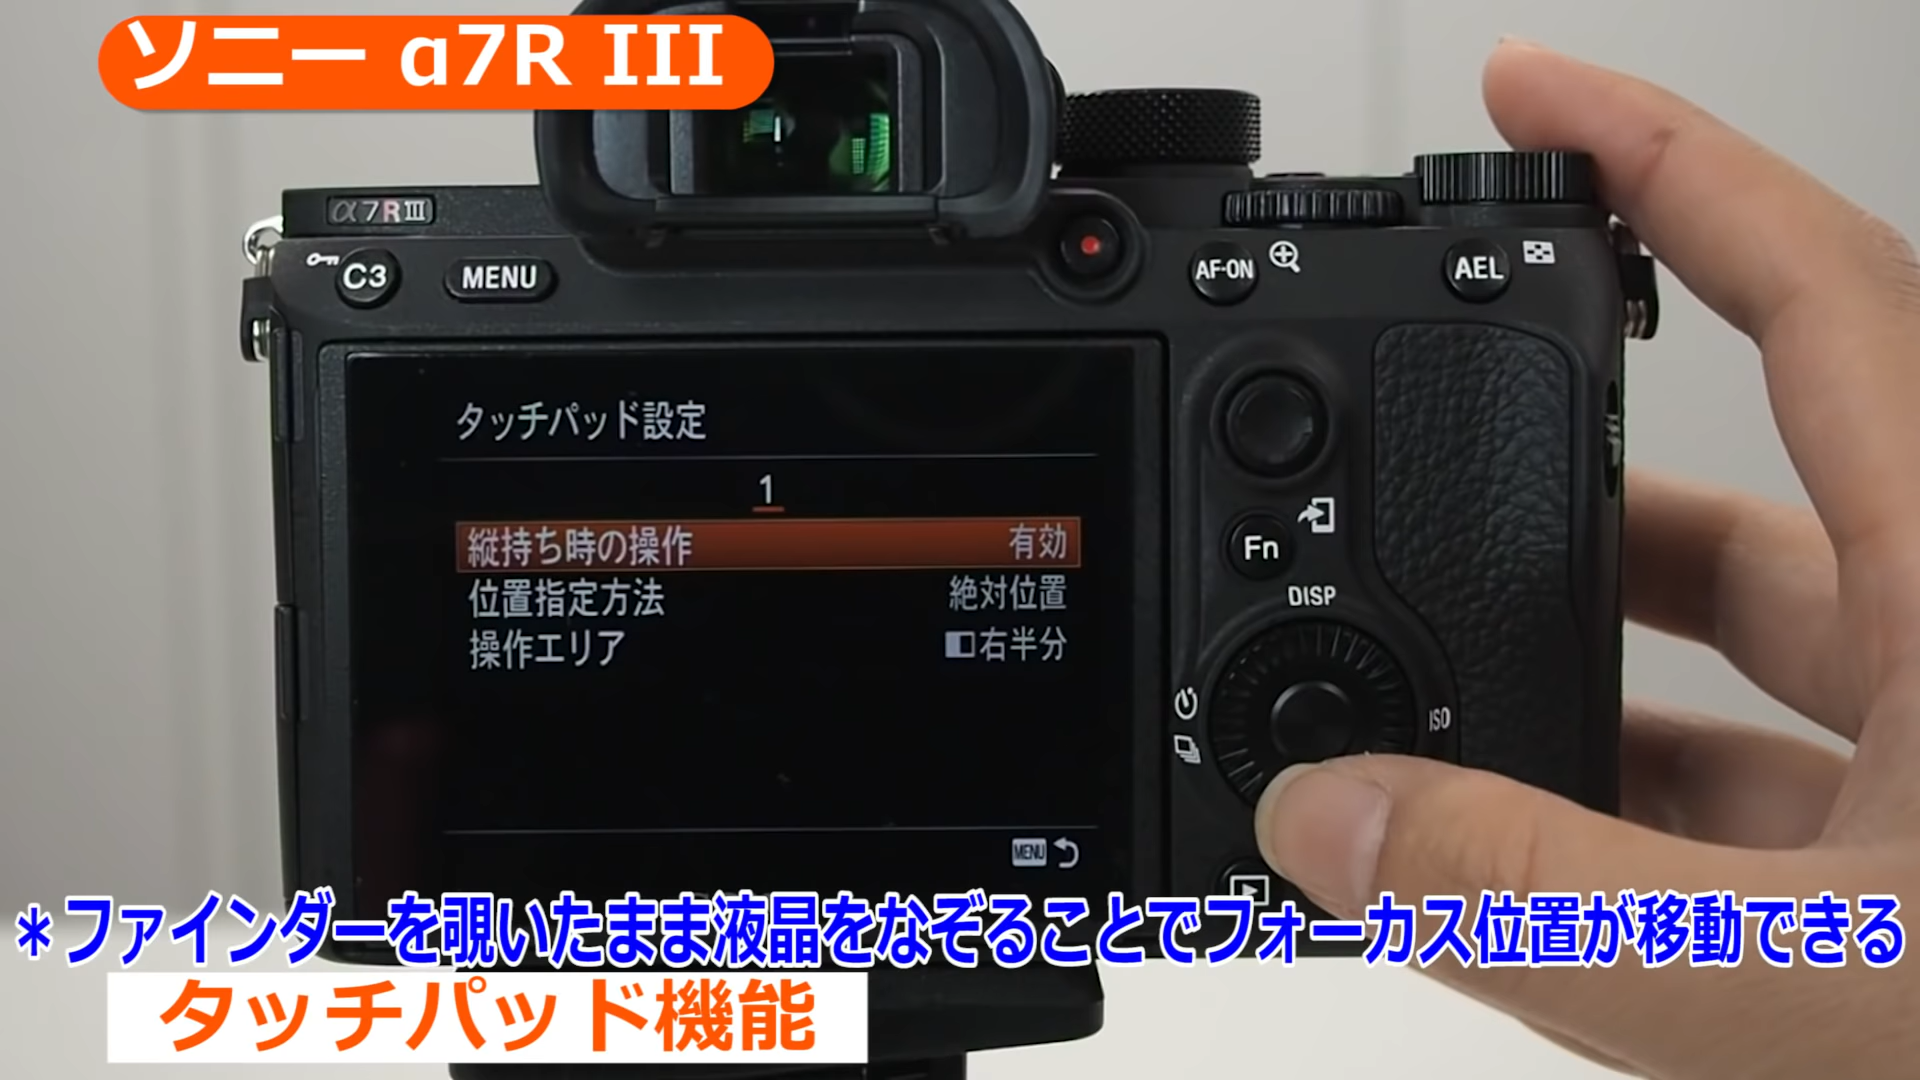 ソニー α7R III
α7RIII
C3
MENU
AF-ON
AEL
タッチパッド設定
1
縦持ち時の操作 有効
位置指定方法 絶対位置
操作エリア 右半分
MENU
Fn
DISP
ISO
＊ファインダーを覗いたまま液晶をなぞることでフォーカス位置が移動できる
タッチパッド機能